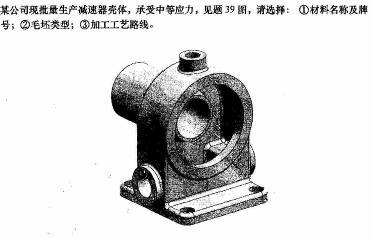 某公司现批量生产减速器壳体，承受中等应力，见题39图，请选择： ①材料名称及牌
号；②毛坯类型；③加工工艺路线。